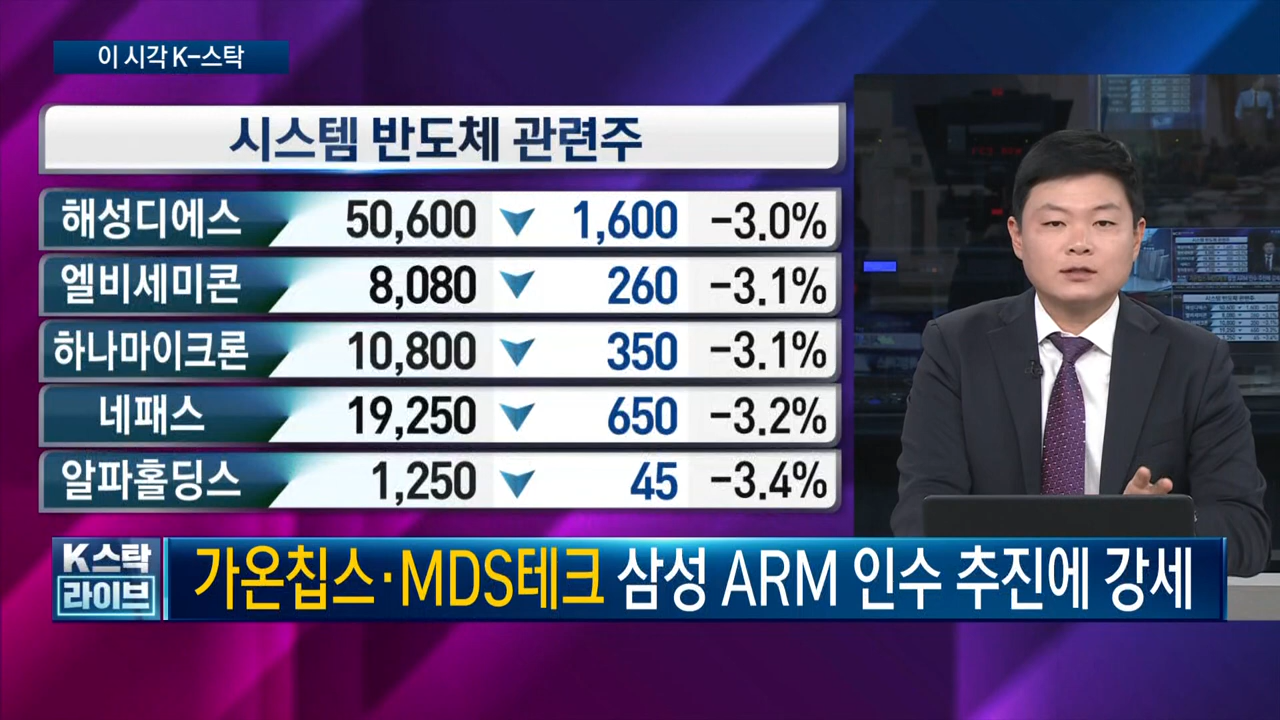 이 시각 K-스탁
시스템 반도체 관련주
해성디에스 50,600 ▼ 1,600 -3.0%
엘비세미콘 8,080 ▼ 260 -3.1%
하나마이크론 10,800 ▼ 350 -3.1%
네패스 19,250 ▼ 650 -3.2%
알파홀딩스 1,250 ▼ 45 -3.4%
K스탁
라이브
가온칩스·MDS테크 삼성 ARM 인수 추진에 강세